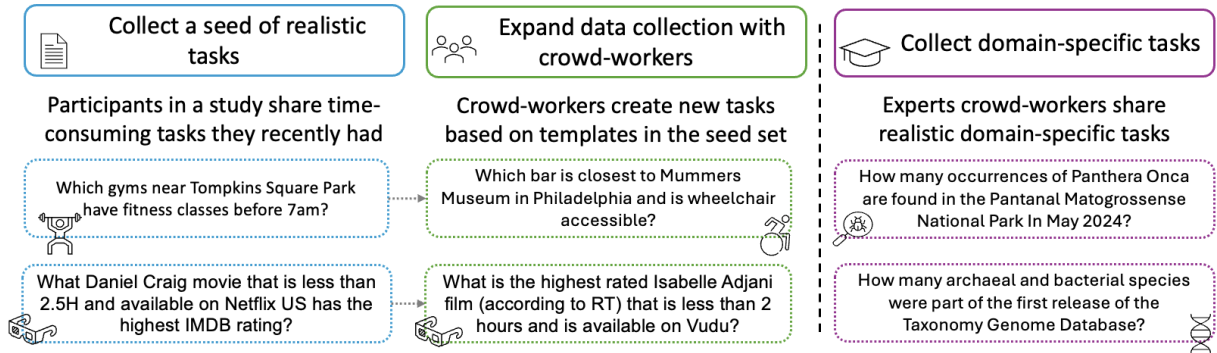 Collect a seed of realistic
tasks
Participants in a study share time-
consuming tasks they recently had
Which gyms near Tompkins Square Park
have fitness classes before 7am?
What Daniel Craig movie that is less than
2.5H and available on Netflix US has the
highest IMDB rating?
Expand data collection with
crowd-workers
Crowd-workers create new tasks
based on templates in the seed set
Which bar is closest to Mummers
Museum in Philadelphia and is wheelchair
accessible?
What is the highest rated Isabelle Adjani
film (according to RT) that is less than 2
hours and is available on Vudu?
Collect domain-specific tasks
Experts crowd-workers share
realistic domain-specific tasks
How many occurrences of Panthera Onca
are found in the Pantanal Matogrossense
National Park In May 2024?
How many archaeal and bacterial species
were part of the first release of the
Taxonomy Genome Database?